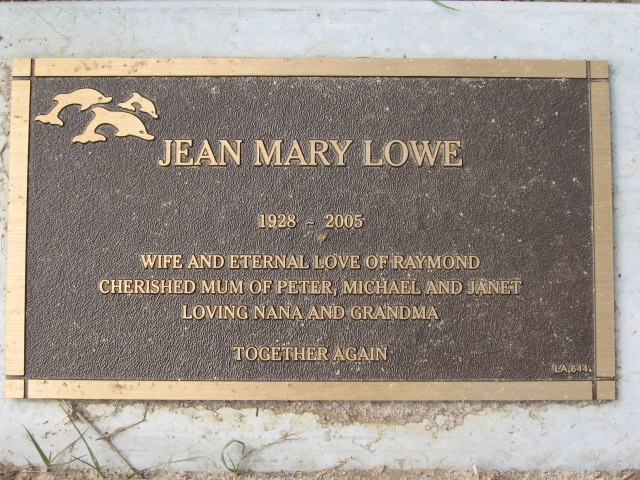 JEAN MARY LOWE
1928 ~ 2005
WIFE AND ETERNAL LOVE OF RAYMOND
CHERISHED MUM OF PETER, MICHAEL AND JANET
LOVING NANA AND GRANDMA
TOGETHER AGAIN
LA.644.